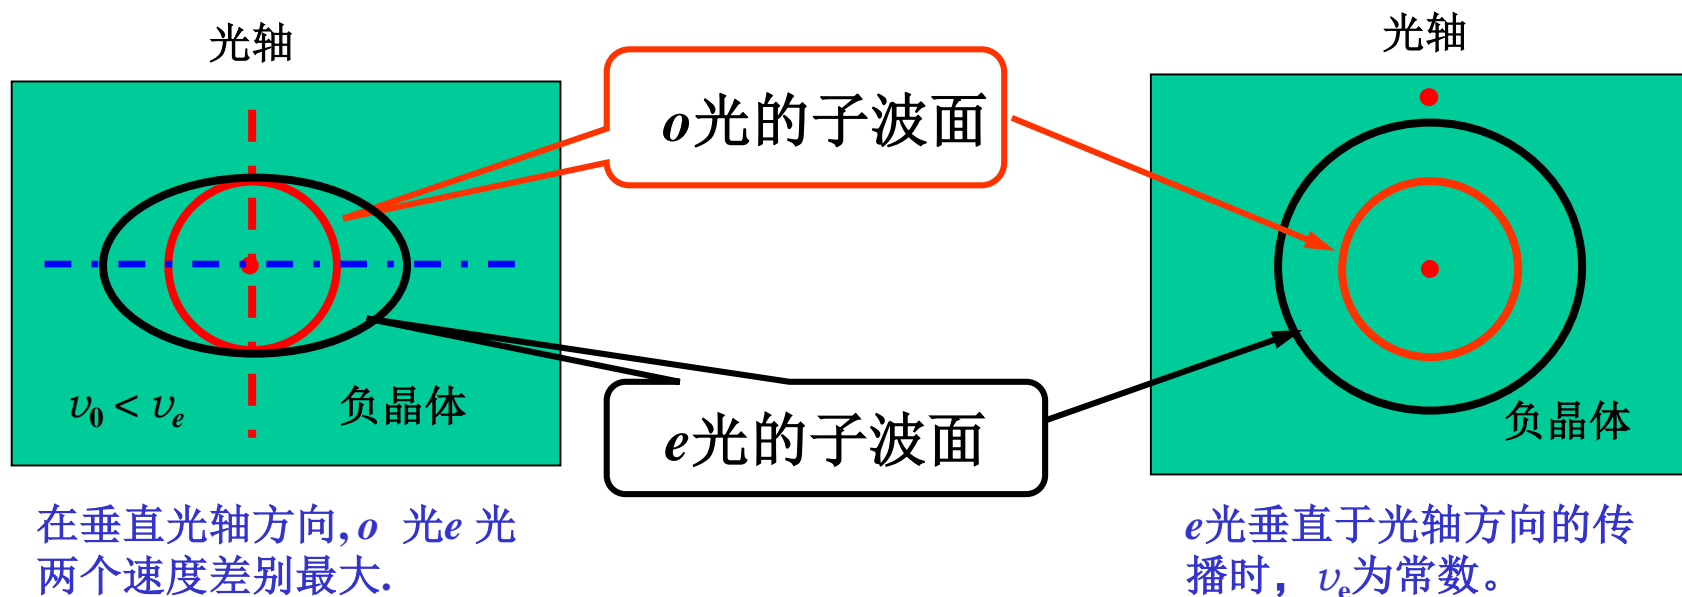 光轴
光轴
o光的子波面
υ0 < υe
负晶体
e光的子波面
负晶体
在垂直光轴方向, o 光e 光
两个速度差别最大.
e光垂直于光轴方向的传
播时，υe为常数。